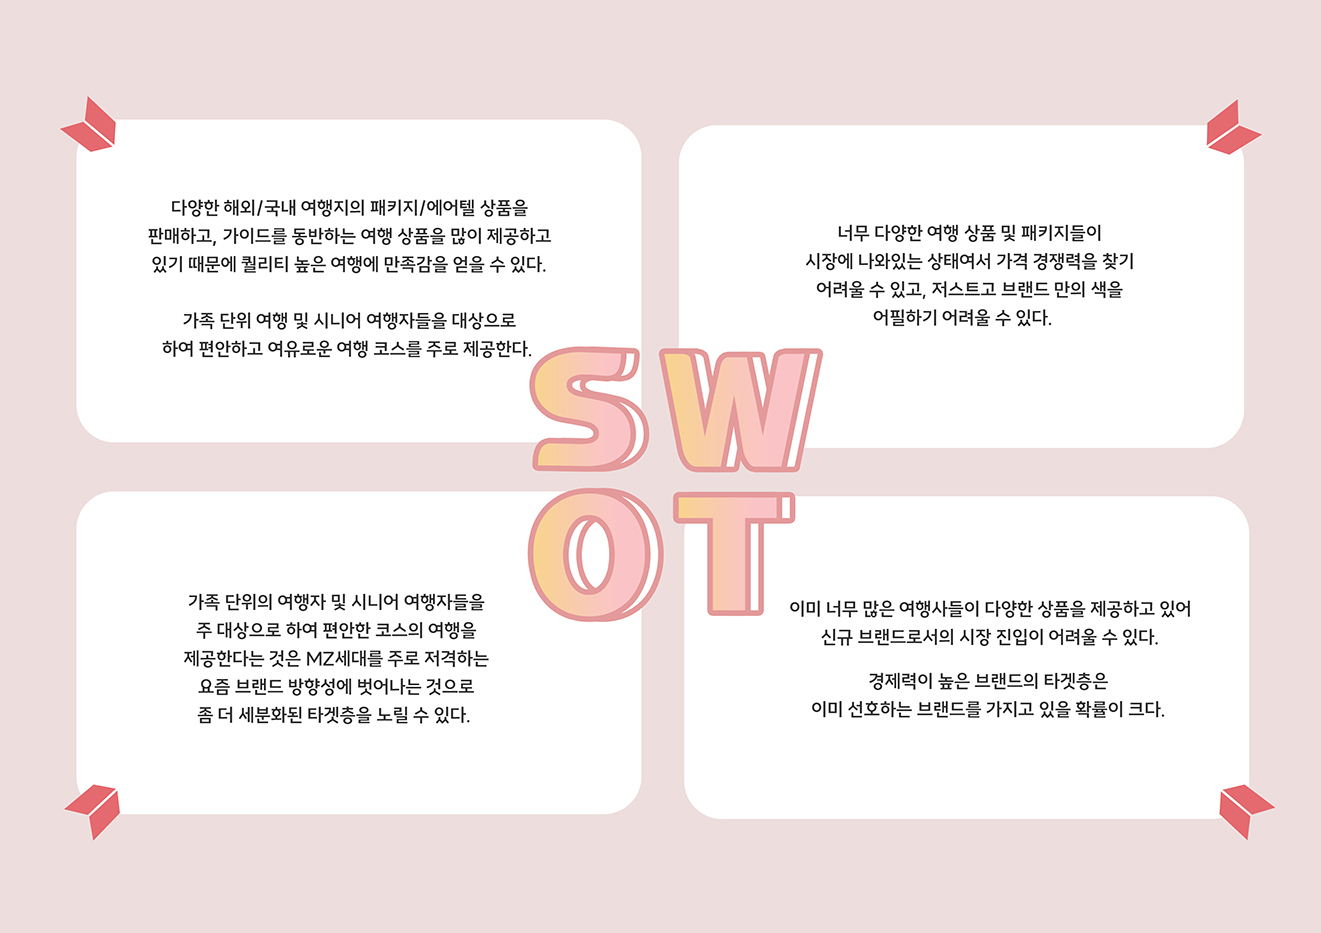 다양한 해외/국내 여행지의 패키지/에어텔 상품을
판매하고, 가이드를 동반하는 여행 상품을 많이 제공하고
있기 때문에 퀄리티 높은 여행에 만족감을 얻을 수 있다.
가족 단위 여행 및 시니어 여행자들을 대상으로
하여 편안하고 여유로운 여행 코스를 주로 제공한다.
너무 다양한 여행 상품 및 패키지들이
시장에 나와있는 상태여서 가격 경쟁력을 찾기
어려울 수 있고, 저스트고 브랜드 만의 색을
어필하기 어려울 수 있다.
SW
OT
가족 단위의 여행자 및 시니어 여행자들을
주 대상으로 하여 편안한 코스의 여행을
제공한다는 것은 MZ세대를 주로 저격하는
요즘 브랜드 방향성에 벗어나는 것으로
좀 더 세분화된 타겟층을 노릴 수 있다.
이미 너무 많은 여행사들이 다양한 상품을 제공하고 있어
신규 브랜드로서의 시장 진입이 어려울 수 있다.
경제력이 높은 브랜드의 타겟층은
이미 선호하는 브랜드를 가지고 있을 확률이 크다.